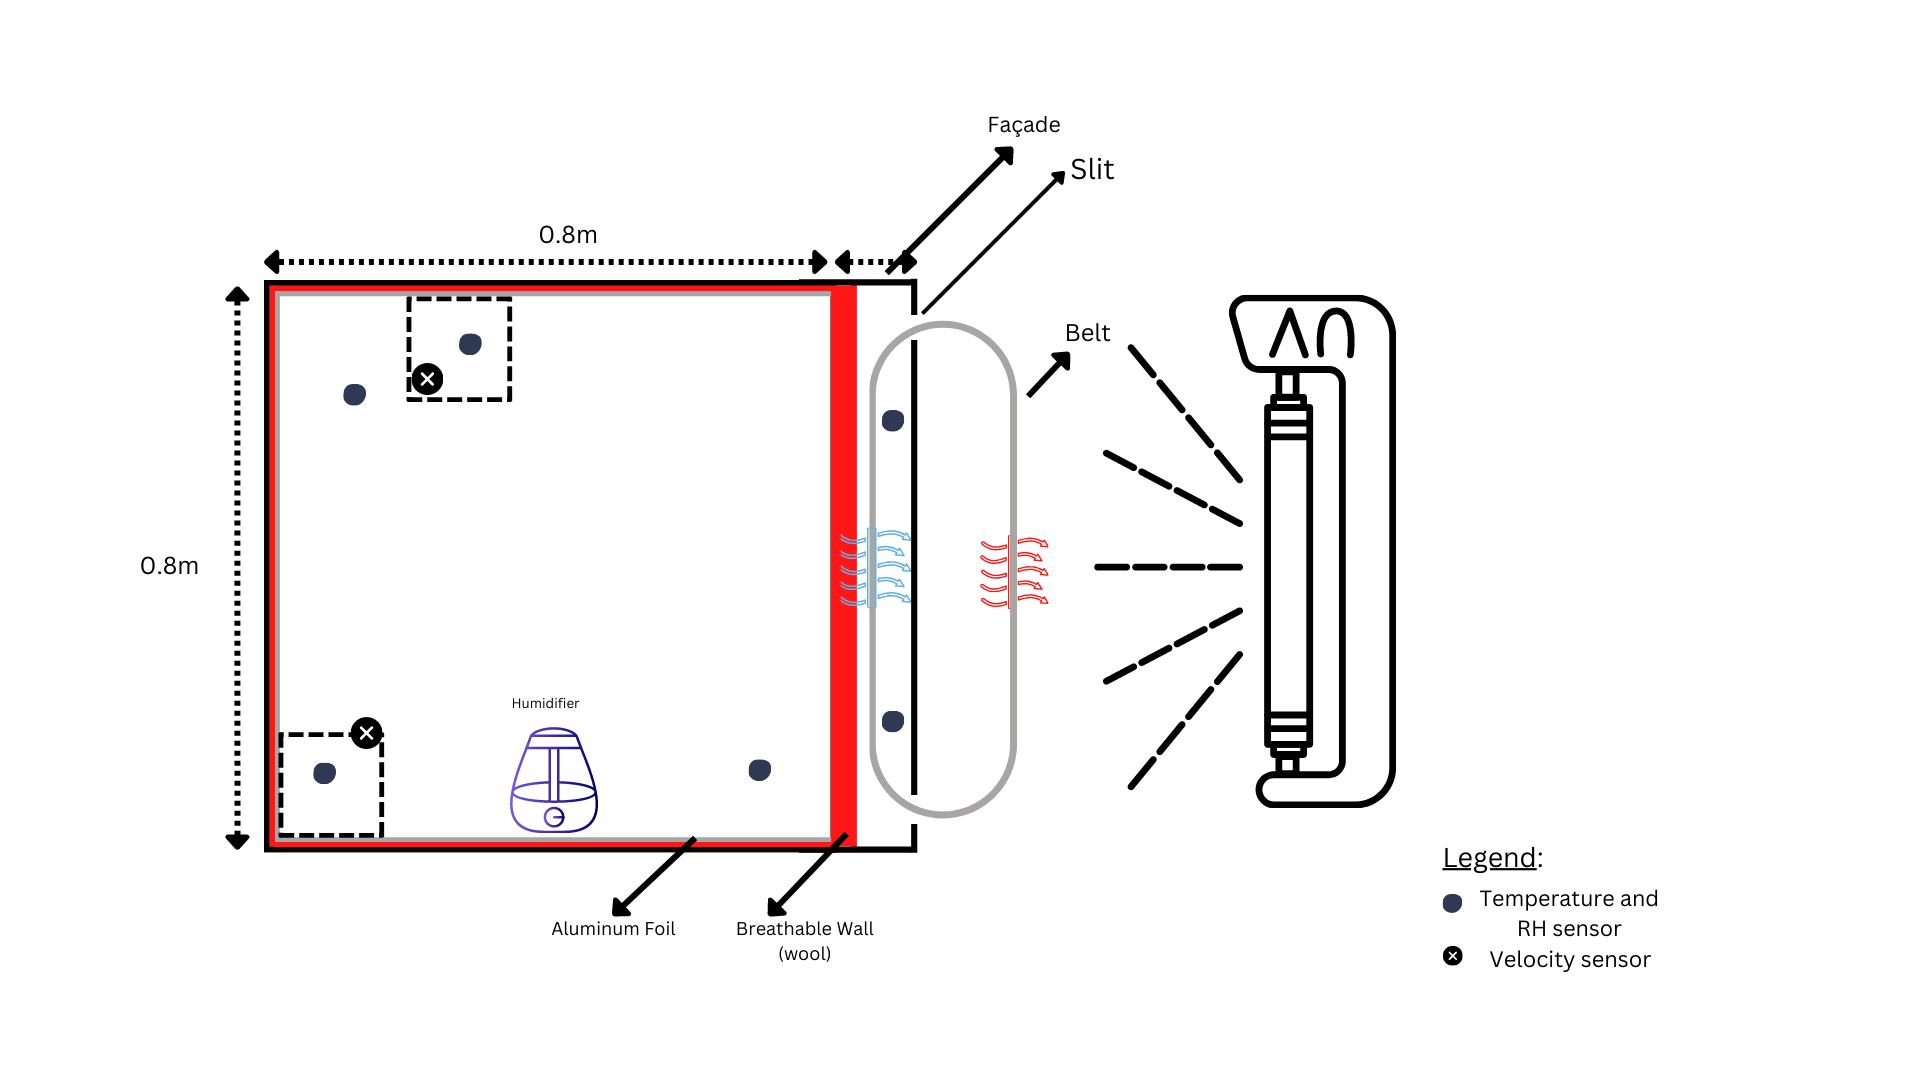 Façade
Slit
0.8m
Belt
0.8m
Humidifier
Aluminum Foil
Breathable Wall
(wool)
Legend:
Temperature and
RH sensor
Velocity sensor